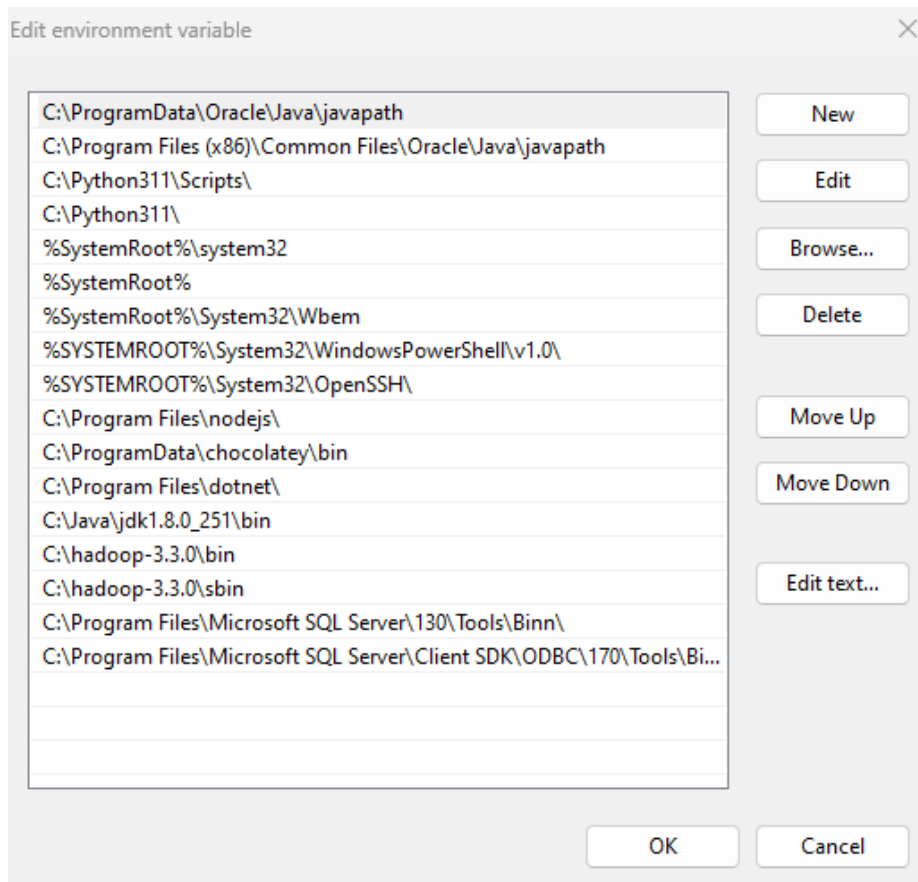 Edit environment variable
C:\ProgramData\Oracle\Java\javapath
C:\Program Files (x86)\Common Files\Oracle\Java\javapath
C:\Python311\Scripts\
C:\Python311\
%SystemRoot%\system32
%SystemRoot%
%SystemRoot%\System32\Wbem
%SYSTEMROOT%\System32\WindowsPowerShell\v1.0\
%SYSTEMROOT%\System32\OpenSSH\
C:\Program Files\nodejs\
C:\ProgramData\chocolatey\bin
C:\Program Files\dotnet\
C:\Java\jdk1.8.0_251\bin
C:\hadoop-3.3.0\bin
C:\hadoop-3.3.0\sbin
C:\Program Files\Microsoft SQL Server\130\Tools\Binn\
C:\Program Files\Microsoft SQL Server\Client SDK\ODBC\170\Tools\Bi...
New
Edit
Browse...
Delete
Move Up
Move Down
Edit text...
OK
Cancel